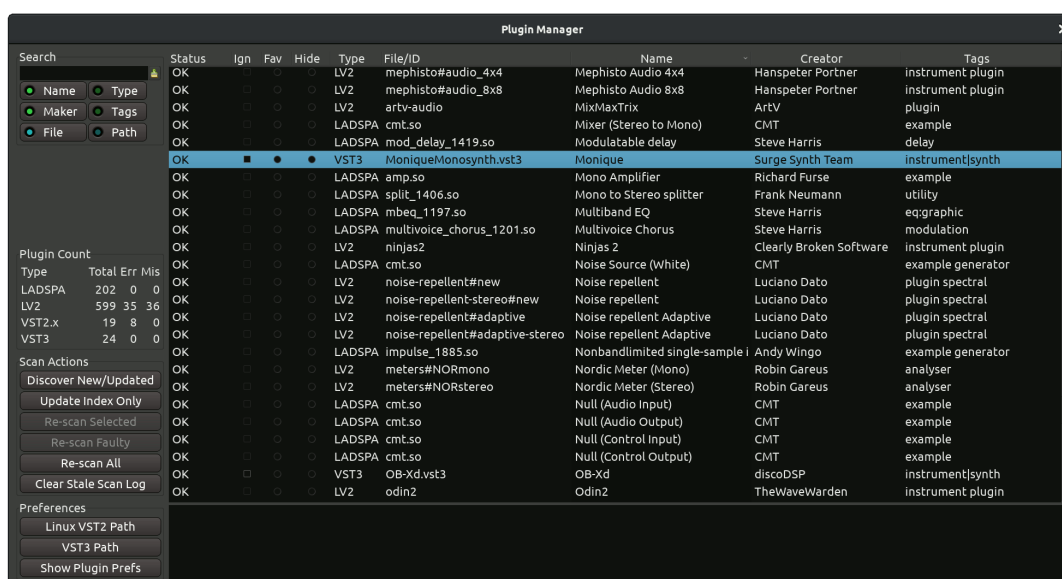 Plugin Manager
Search
Name Type
Maker Tags
File Path
Plugin Count
Type Total Err Mis
LADSPA 202 0 0
LV2 599 35 36
VST2.x 19 8 0
VST3 24 0 0
Scan Actions
Discover New/Updated
Update Index Only
Re-scan Selected
Re-scan Faulty
Re-scan All
Clear Stale Scan Log
Preferences
Linux VST2 Path
VST3 Path
Show Plugin Prefs
Status Ign Fav Hide Type File/ID Name Creator Tags
OK LV2 mephisto#audio_4x4 Mephisto Audio 4x4 Hanspeter Portner instrument plugin
OK LV2 mephisto#audio_8x8 Mephisto Audio 8x8 Hanspeter Portner instrument plugin
OK LV2 artv-audio MixMaxTrix ArtV plugin
OK LADSPA cmt.so Mixer (Stereo to Mono) CMT example
OK LADSPA mod_delay_1419.so Modulatable delay Steve Harris delay
OK VST3 MoniqueMonosynth.vst3 Monique Surge Synth Team instrument|synth
OK LADSPA amp.so Mono Amplifier Richard Furse example
OK LADSPA split_1406.so Mono to Stereo splitter Frank Neumann utility
OK LADSPA mbeq_1197.so Multiband EQ Steve Harris eq:graphic
OK LADSPA multivoice_chorus_1201.so Multivoice Chorus Steve Harris modulation
OK LV2 ninjas2 Ninjas 2 Clearly Broken Software instrument plugin
OK LADSPA cmt.so Noise Source (White) CMT example generator
OK LV2 noise-repellent#new Noise repellent Luciano Dato plugin spectral
OK LV2 noise-repellent-stereo#new Noise repellent Luciano Dato plugin spectral
OK LV2 noise-repellent#adaptive Noise repellent Adaptive Luciano Dato plugin spectral
OK LV2 noise-repellent#adaptive-stereo Noise repellent Adaptive Luciano Dato plugin spectral
OK LADSPA impulse_1885.so Nonbandlimited single-sample i Andy Wingo example generator
OK LV2 meters#NORmono Nordic Meter (Mono) Robin Gareus analyser
OK LV2 meters#NORstereo Nordic Meter (Stereo) Robin Gareus analyser
OK LADSPA cmt.so Null (Audio Input) CMT example
OK LADSPA cmt.so Null (Audio Output) CMT example
OK LADSPA cmt.so Null (Control Input) CMT example
OK LADSPA cmt.so Null (Control Output) CMT example
OK VST3 OB-Xd.vst3 OB-Xd discoDSP instrument|synth
OK LV2 odin2 Odin2 TheWaveWarden instrument plugin